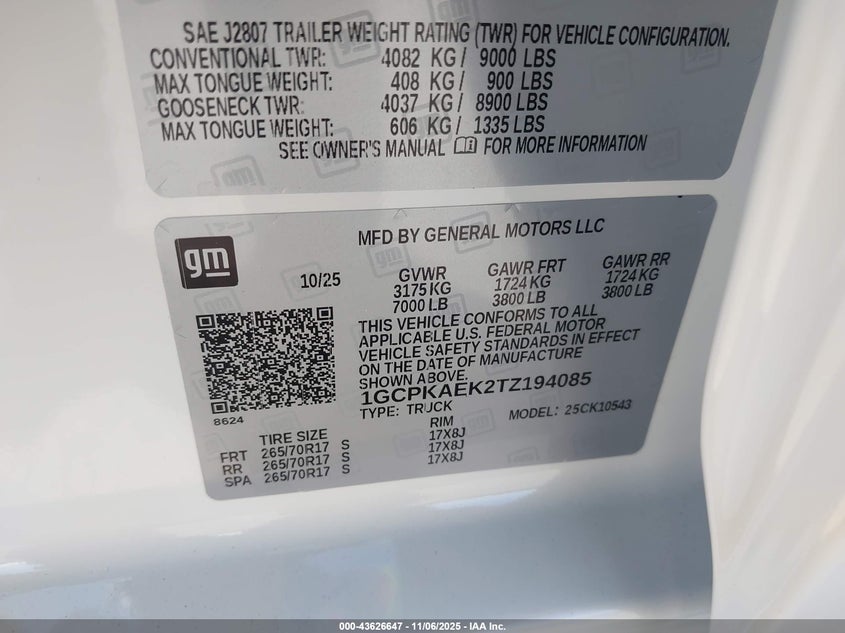 SAE J2807 TRAILER WEIGHT RATING (TWR) FOR VEHICLE CONFIGURATION.
CONVENTIONAL TWR: 4082 KG/ 9000 LBS
MAX TONGUE WEIGHT: 408 KG/ 900 LBS
GOOSENECK TWR: 4037 KG/ 8900 LBS
MAX TONGUE WEIGHT: 606 KG/ 1335 LBS
SEE OWNER'S MANUAL FOR MORE INFORMATION
gm
MFD BY GENERAL MOTORS LLC
10/25 GVWR GAWR FRT GAWR RR
3175 KG 1724 KG 1724 KG
7000 LB 3800 LB 3800 LB
THIS VEHICLE CONFORMS TO ALL
APPLICABLE U.S. FEDERAL MOTOR
VEHICLE SAFETY STANDARDS IN EFFECT
ON THE DATE OF MANUFACTURE
SHOWN ABOVE.
1GCPKAEK2TZ194085
TYPE: TRUCK MODEL: 25CK10543
8624
TIRE SIZE RIM
FRT 265/70R17 S 17X8J
RR 265/70R17 S 17X8J
SPA 265/70R17 S 17X8J
000-43626647 - 11/06/2025 - IAA Inc.